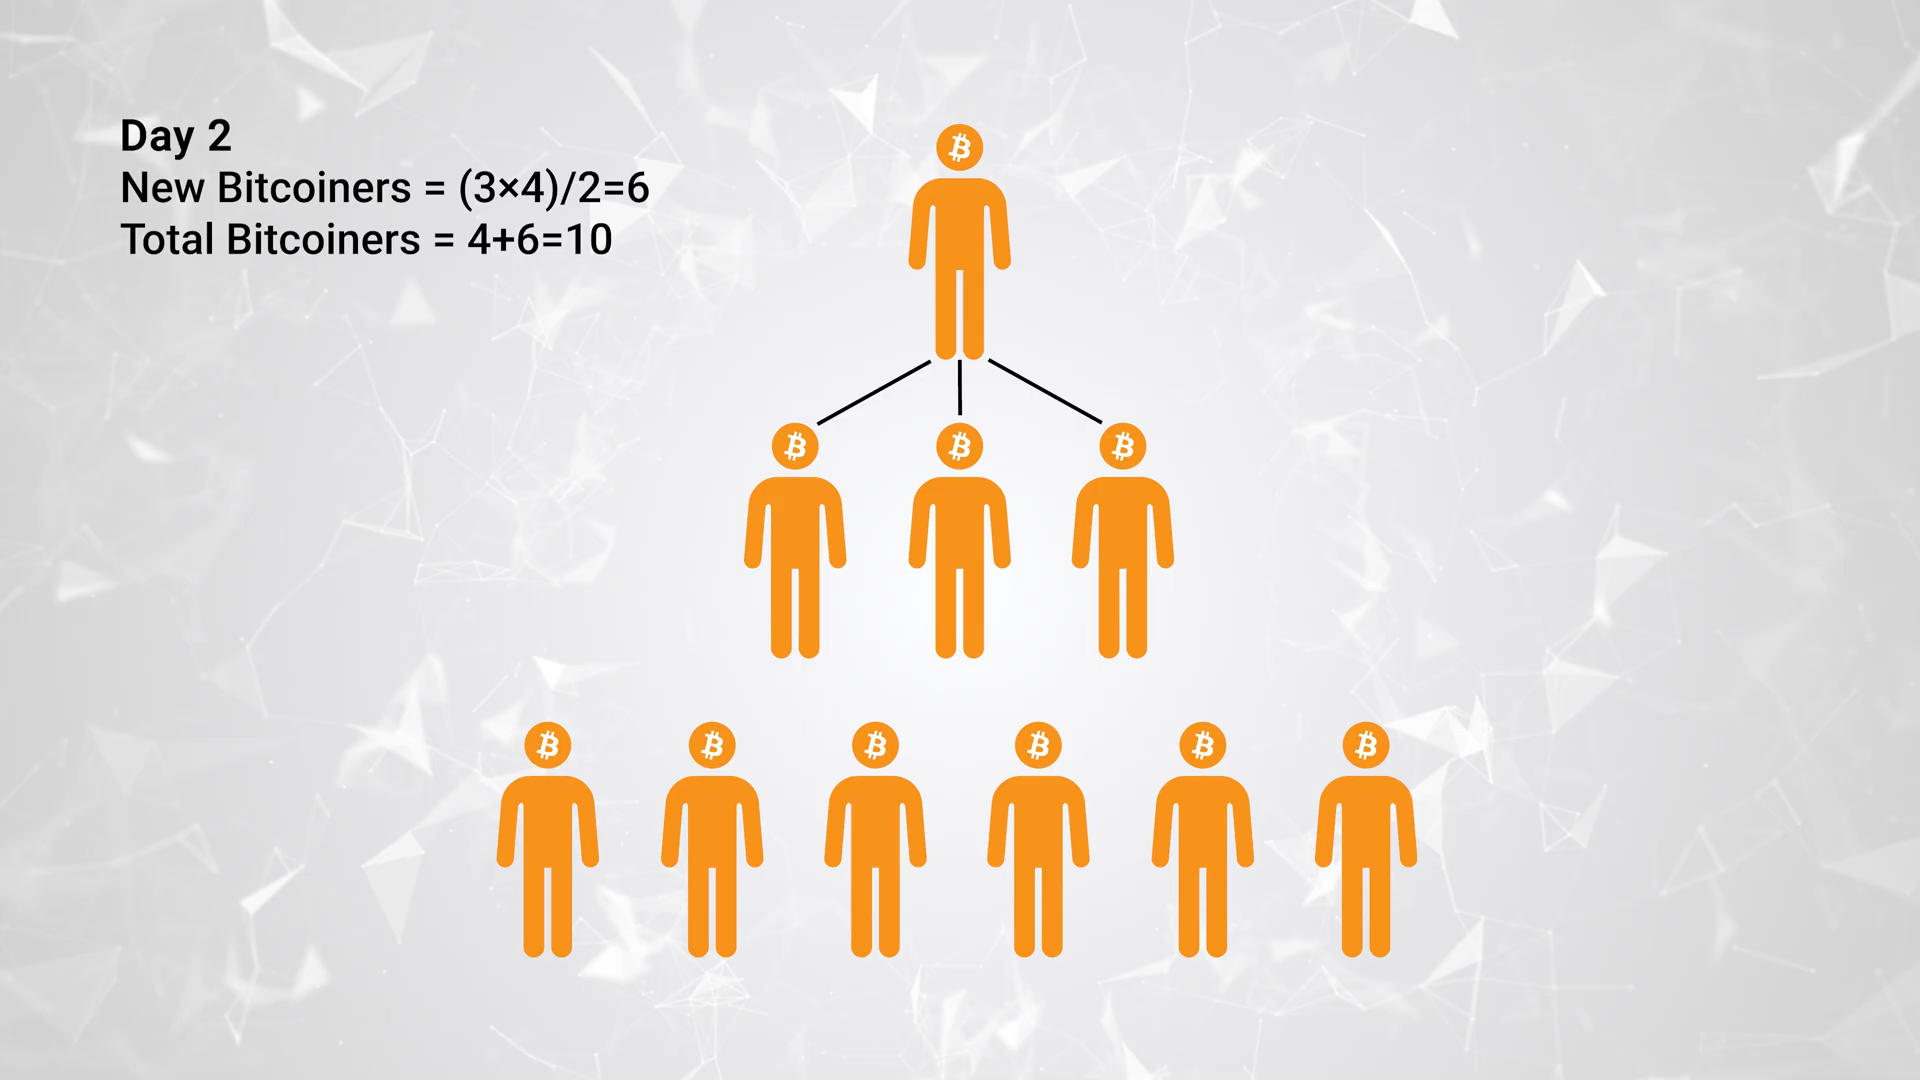 Day 2
New Bitcoiners = (3×4)/2=6
Total Bitcoiners = 4+6=10